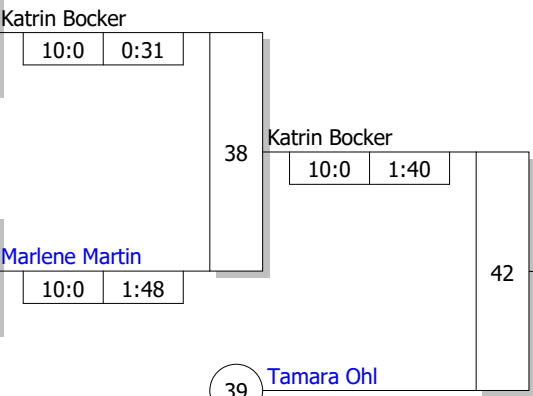 Katrin Bocker
10:0 0:31
38
Katrin Bocker
10:0 1:40
Marlene Martin
10:0 1:48
42
Tamara Ohl
39